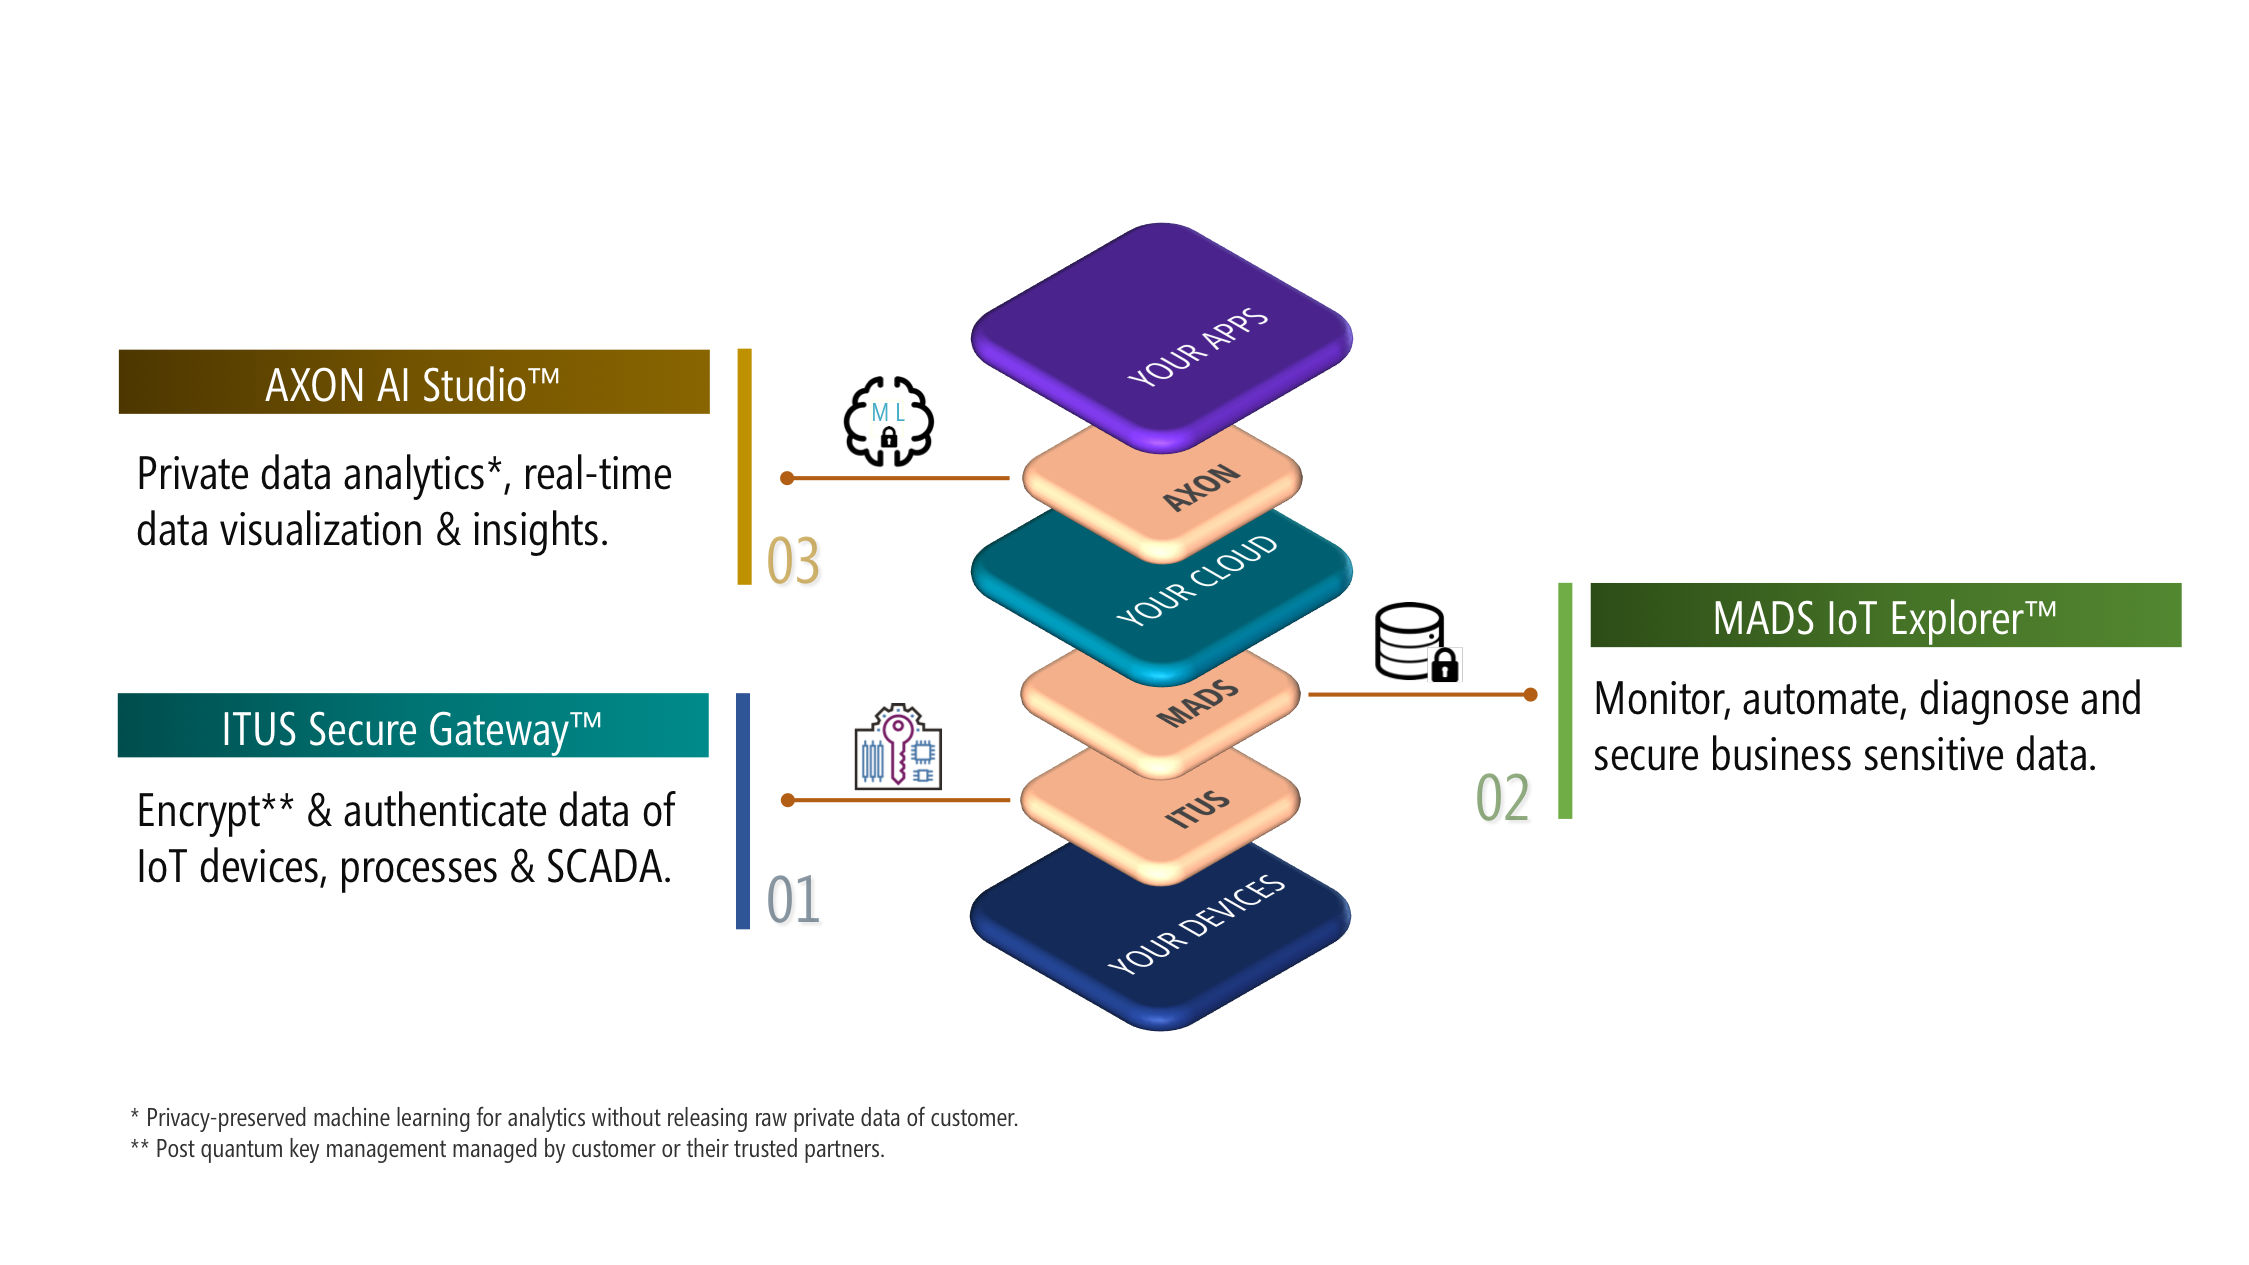 YOUR APPS
AXON AI Studio™
Private data analytics*, real-time
data visualization & insights.
M L
03
AXON
YOUR CLOUD
MADS IoT Explorer™
Monitor, automate, diagnose and
secure business sensitive data.
02
MADS
ITUS Secure Gateway™
Encrypt** & authenticate data of
IoT devices, processes & SCADA.
01
ITUS
YOUR DEVICES
* Privacy-preserved machine learning for analytics without releasing raw private data of customer.
** Post quantum key management managed by customer or their trusted partners.